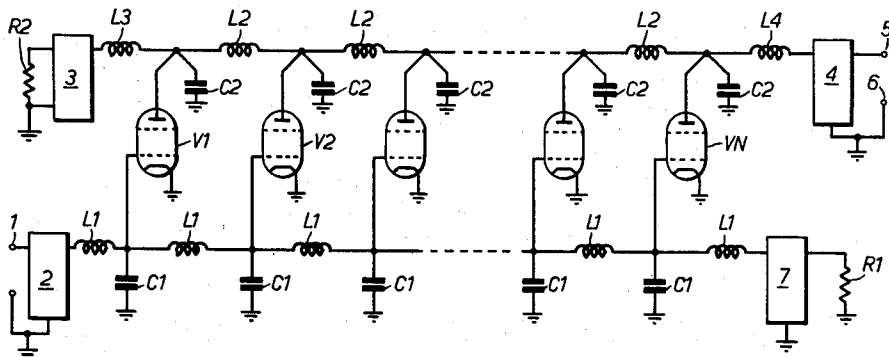 L3 L2 L2 L2 L4
R2 3 4 5
6
C2 C2 C2 C2 C2
V1 V2 VN
1 L1 L1 L1 L1 L1
2 7 R1
C1 C1 C1 C1 C1